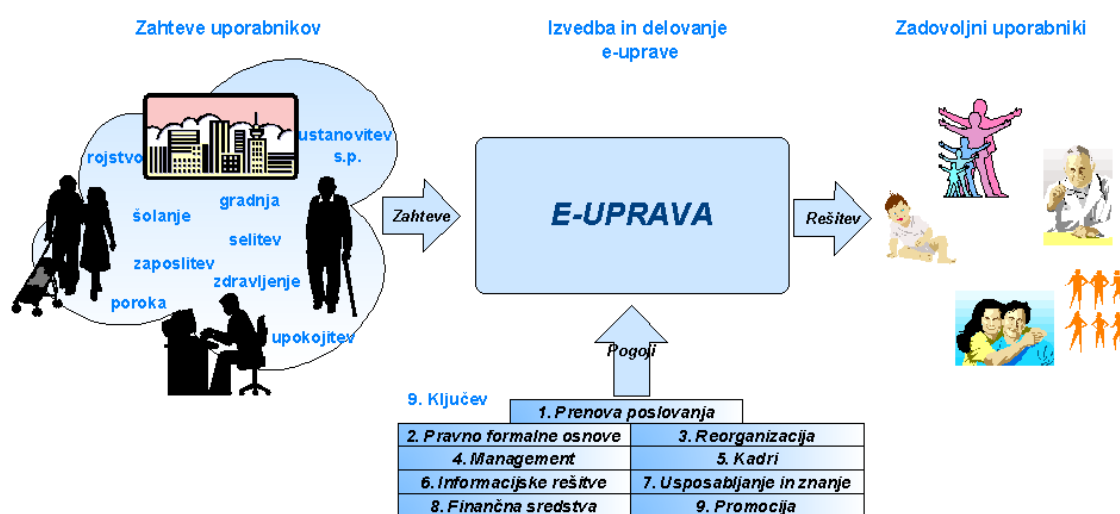 Zahteve uporabnikov
Izvedba in delovanje
e-uprave
Zadovoljni uporabniki
ustanovitev
s.p.
rojstvo
gradnja
šolanje
selitev
zaposlitev
zdravljenje
poroka
upokojitev
Zahteve
E-UPRAVA
Rešitev
Pogoji
9. Ključev
1. Prenova poslovanja
2. Pravno formalne osnove
3. Reorganizacija
4. Management
5. Kadri
6. Informacijske rešitve
7. Usposabljanje in znanje
8. Finančna sredstva
9. Promocija